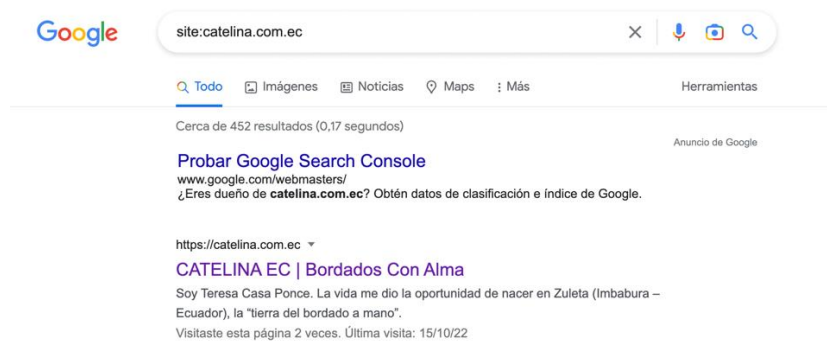 Google
site:catelina.com.ec
Todo Imágenes Noticias Maps Más Herramientas
Cerca de 452 resultados (0,17 segundos)
Anuncio de Google
Probar Google Search Console
www.google.com/webmasters/
¿Eres dueño de catelina.com.ec? Obtén datos de clasificación e índice de Google.
https://catelina.com.ec
CATELINA EC | Bordados Con Alma
Soy Teresa Casa Ponce. La vida me dio la oportunidad de nacer en Zuleta (Imbabura –
Ecuador), la "tierra del bordado a mano".
Visitaste esta página 2 veces. Última visita: 15/10/22